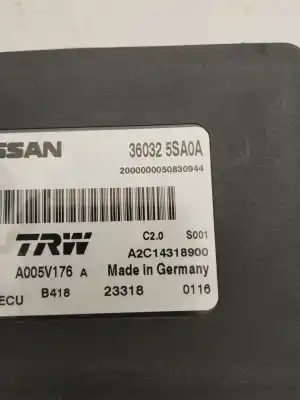 SSAN
36032 5SA0A
2000000050830944
TRW
C2.0 S001
A2C14318900
A005V176 A
Made in Germany
ECU B418 23318 0116